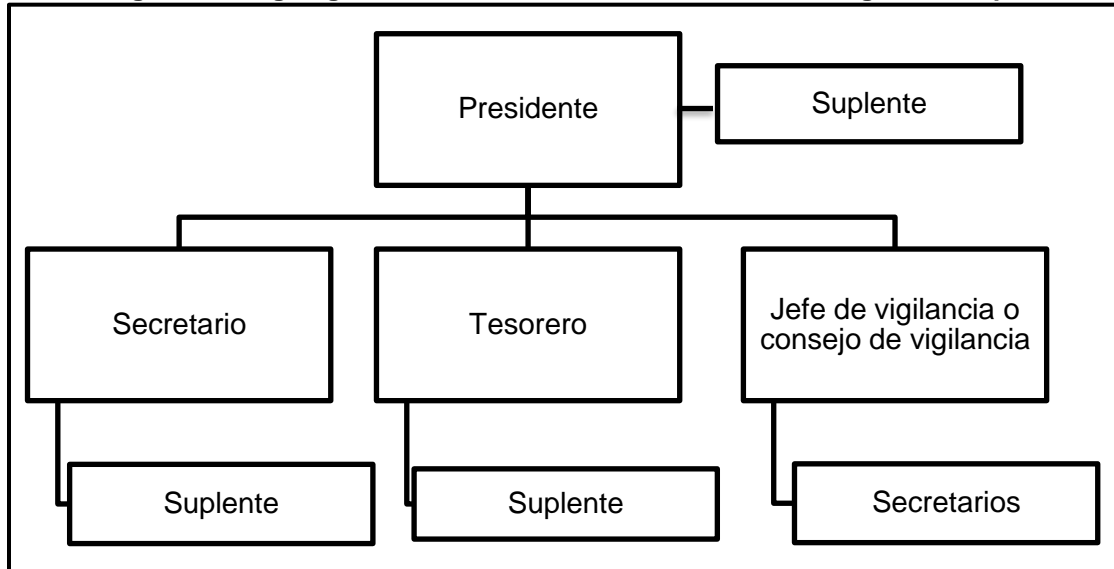 Presidente
Suplente
Secretario
Tesorero
Jefe de vigilancia o
consejo de vigilancia
Suplente
Suplente
Secretarios